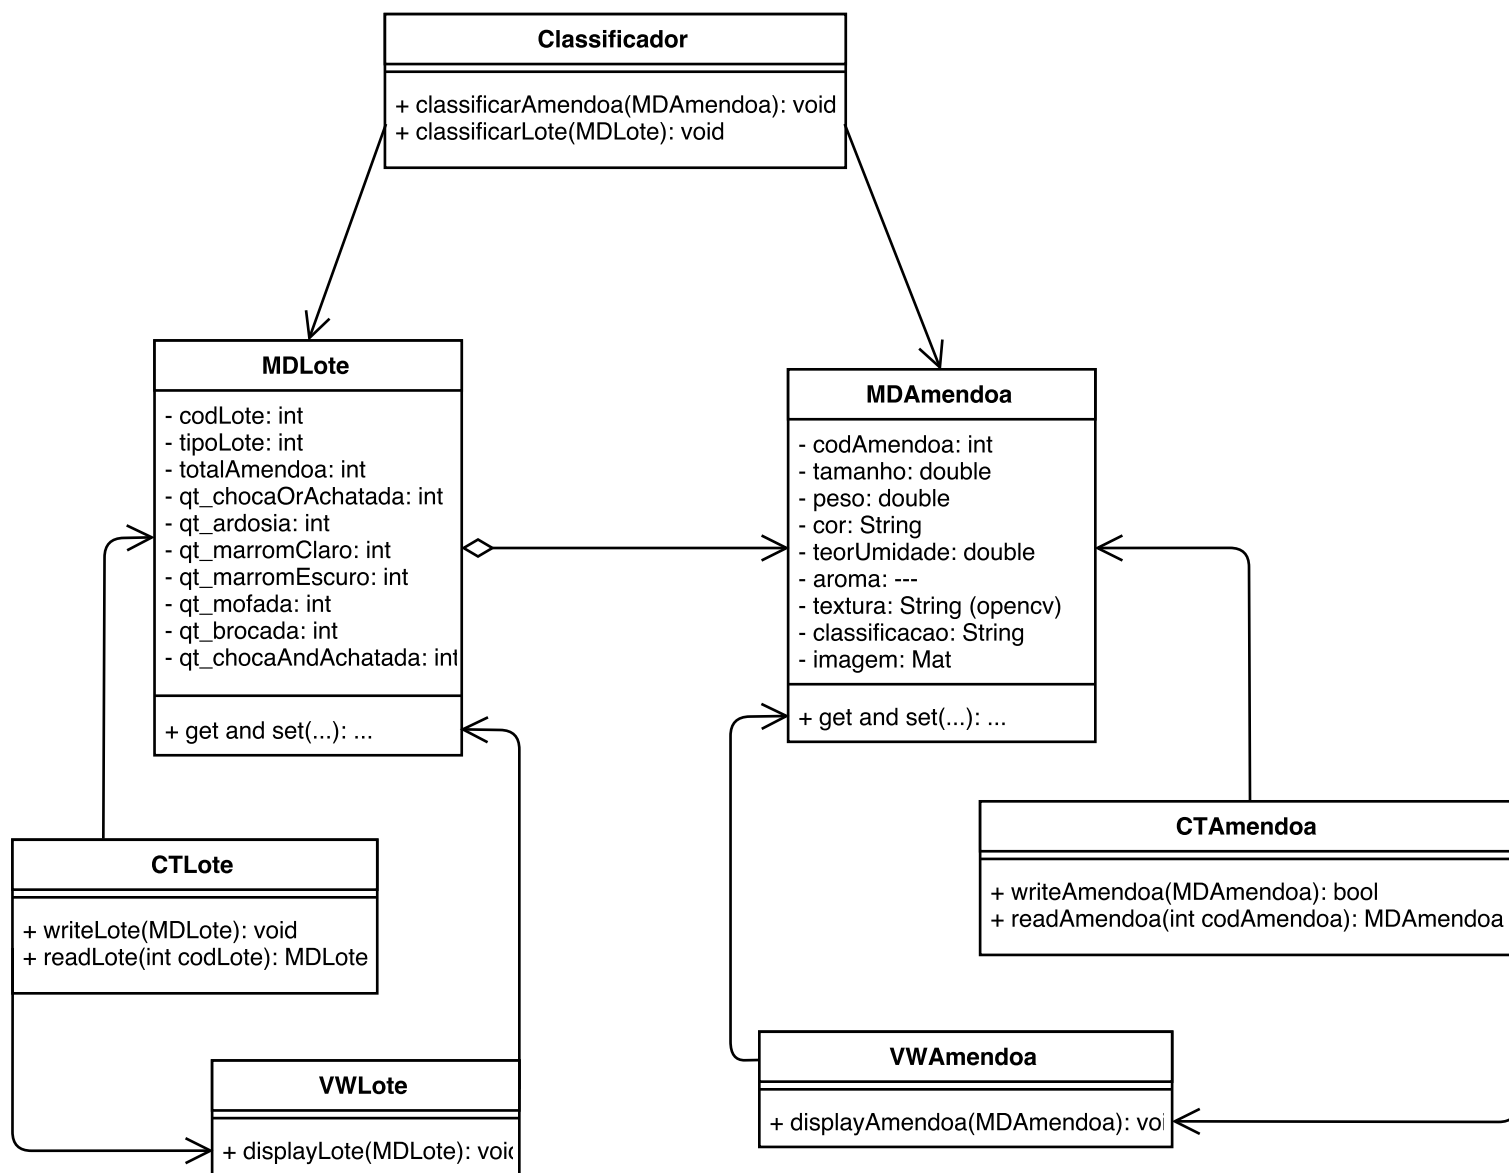 Classificador
+ classificarAmendoa(MDAmendoa): void
+ classificarLote(MDLote): void
MDLote
- codLote: int
- tipoLote: int
- totalAmendoa: int
- qt_chocaOrAchatada: int
- qt_ardosia: int
- qt_marromClaro: int
- qt_marromEscuro: int
- qt_mofada: int
- qt_brocada: int
- qt_chocaAndAchatada: int
+ get and set(...): ...
MDAmendoa
- codAmendoa: int
- tamanho: double
- peso: double
- cor: String
- teorUmidade: double
- aroma: ---
- textura: String (opencv)
- classificacao: String
- imagem: Mat
+ get and set(...): ...
CTLote
+ writeLote(MDLote): void
+ readLote(int codLote): MDLote
CTAmendoa
+ writeAmendoa(MDAmendoa): bool
+ readAmendoa(int codAmendoa): MDAmendoa
VWLote
+ displayLote(MDLote): void
VWAmendoa
+ displayAmendoa(MDAmendoa): voi